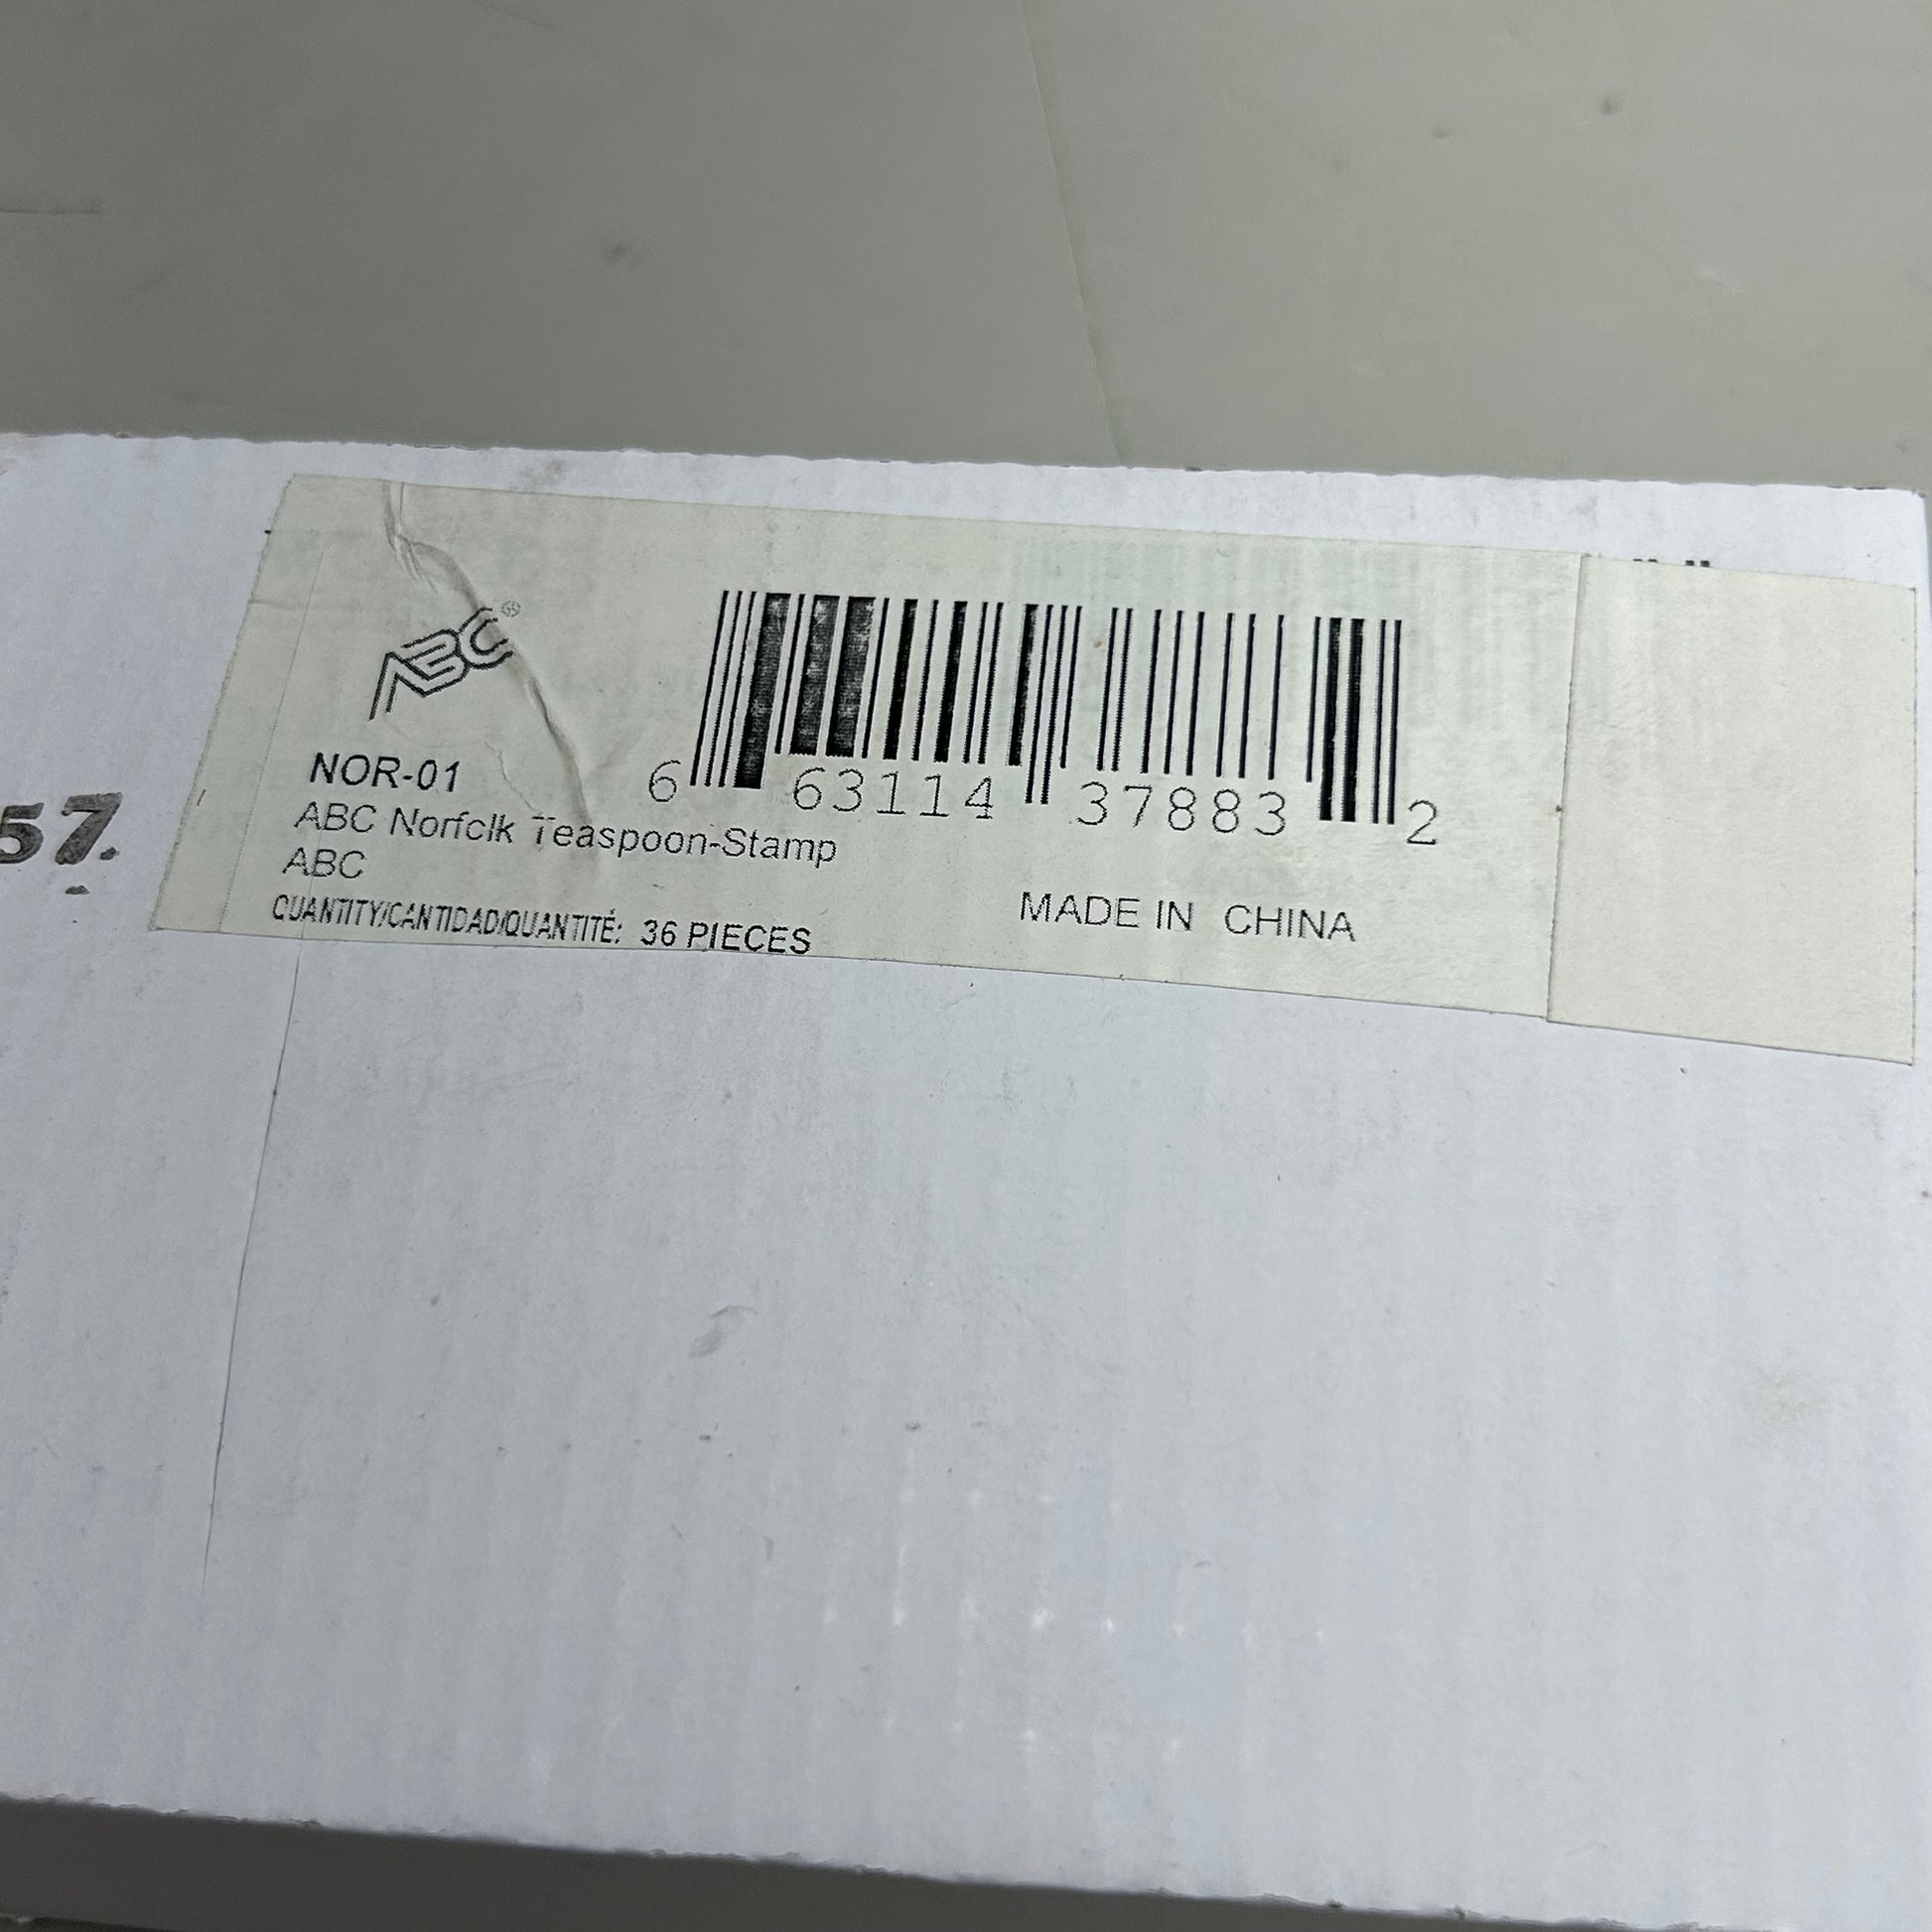 ABC®
6 63114 37883 2
NOR-01
ABC Norfolk Teaspoon-Stamp
ABC
QUANTITY/CANTIDAD/QUANTITÉ: 36 PIECES
MADE IN CHINA
57.